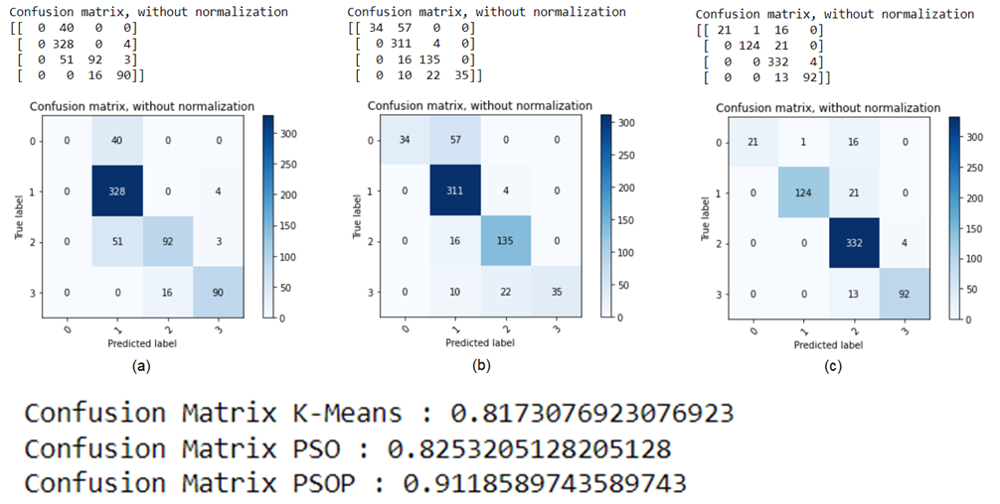 Confusion matrix, without normalization
[[ 0 40 0 0]
[ 0 328 0 4]
[ 0 51 92 3]
[ 0 0 16 90]]
Confusion matrix, without normalization
0 0 40 0 0
1 0 328 0 4
2 0 51 92 3
3 0 0 16 90
0 1 2 3
True label
Predicted label
300
250
200
150
100
50
0
(a)
Confusion matrix, without normalization
[[ 34 57 0 0]
[ 0 311 4 0]
[ 0 16 135 0]
[ 0 10 22 35]]
Confusion matrix, without normalization
0 34 57 0 0
1 0 311 4 0
2 0 16 135 0
3 0 10 22 35
0 1 2 3
True label
Predicted label
300
250
200
150
100
50
0
(b)
Confusion matrix, without normalization
[[ 21 1 16 0]
[ 0 124 21 0]
[ 0 0 332 4]
[ 0 0 13 92]]
Confusion matrix, without normalization
0 21 1 16 0
1 0 124 21 0
2 0 0 332 4
3 0 0 13 92
0 1 2 3
True label
Predicted label
300
250
200
150
100
50
0
(c)
Confusion Matrix K-Means : 0.8173076923076923
Confusion Matrix PSO : 0.8253205128205128
Confusion Matrix PSOP : 0.9118589743589743